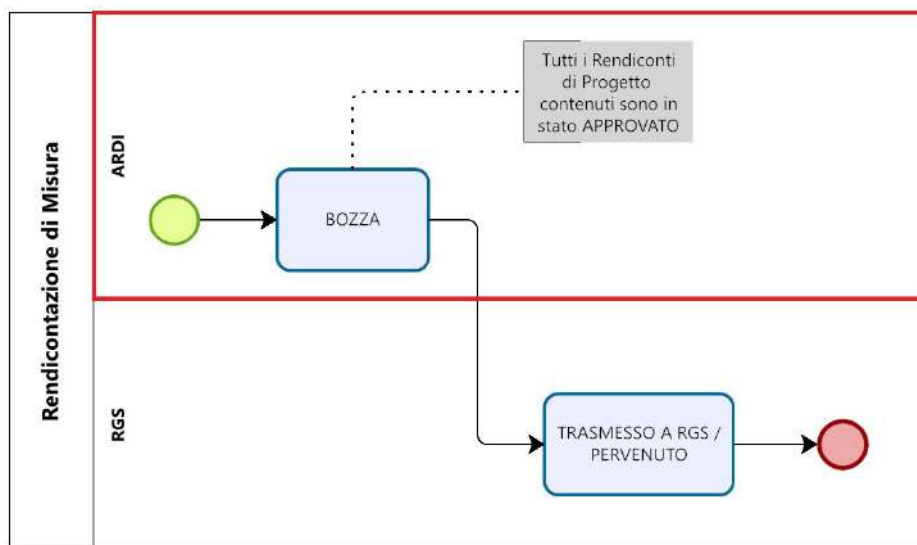 Rendicontazione di Misura
ARDI
Tutti i Rendiconti
di Progetto
contenuti sono in
stato APPROVATO
BOZZA
RGS
TRASMESSO A RGS /
PERVENUTO